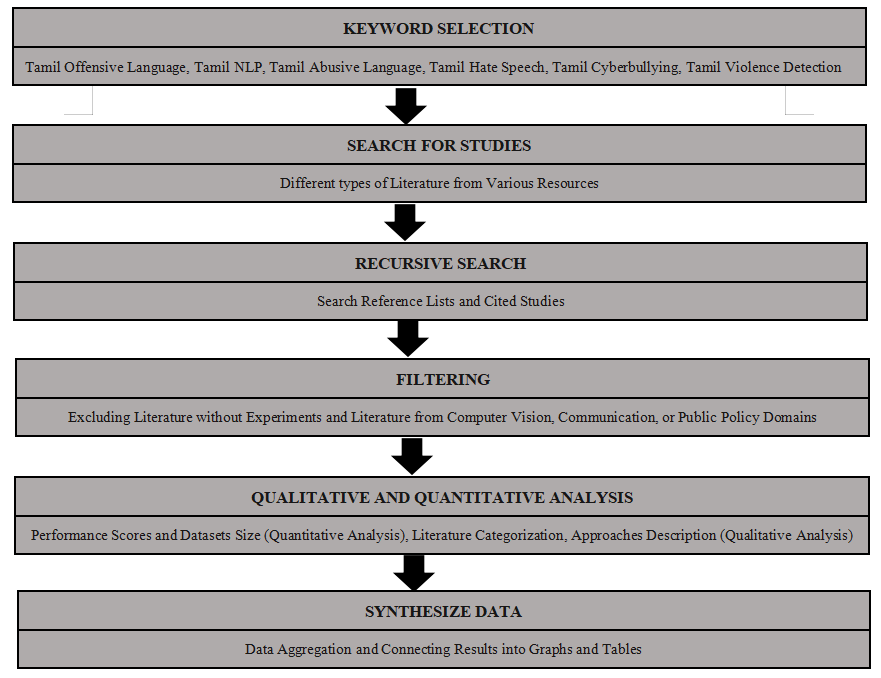 KEYWORD SELECTION
Tamil Offensive Language, Tamil NLP, Tamil Abusive Language, Tamil Hate Speech, Tamil Cyberbullying, Tamil Violence Detection
SEARCH FOR STUDIES
Different types of Literature from Various Resources
RECURSIVE SEARCH
Search Reference Lists and Cited Studies
FILTERING
Excluding Literature without Experiments and Literature from Computer Vision, Communication, or Public Policy Domains
QUALITATIVE AND QUANTITATIVE ANALYSIS
Performance Scores and Datasets Size (Quantitative Analysis), Literature Categorization, Approaches Description (Qualitative Analysis)
SYNTHESIZE DATA
Data Aggregation and Connecting Results into Graphs and Tables